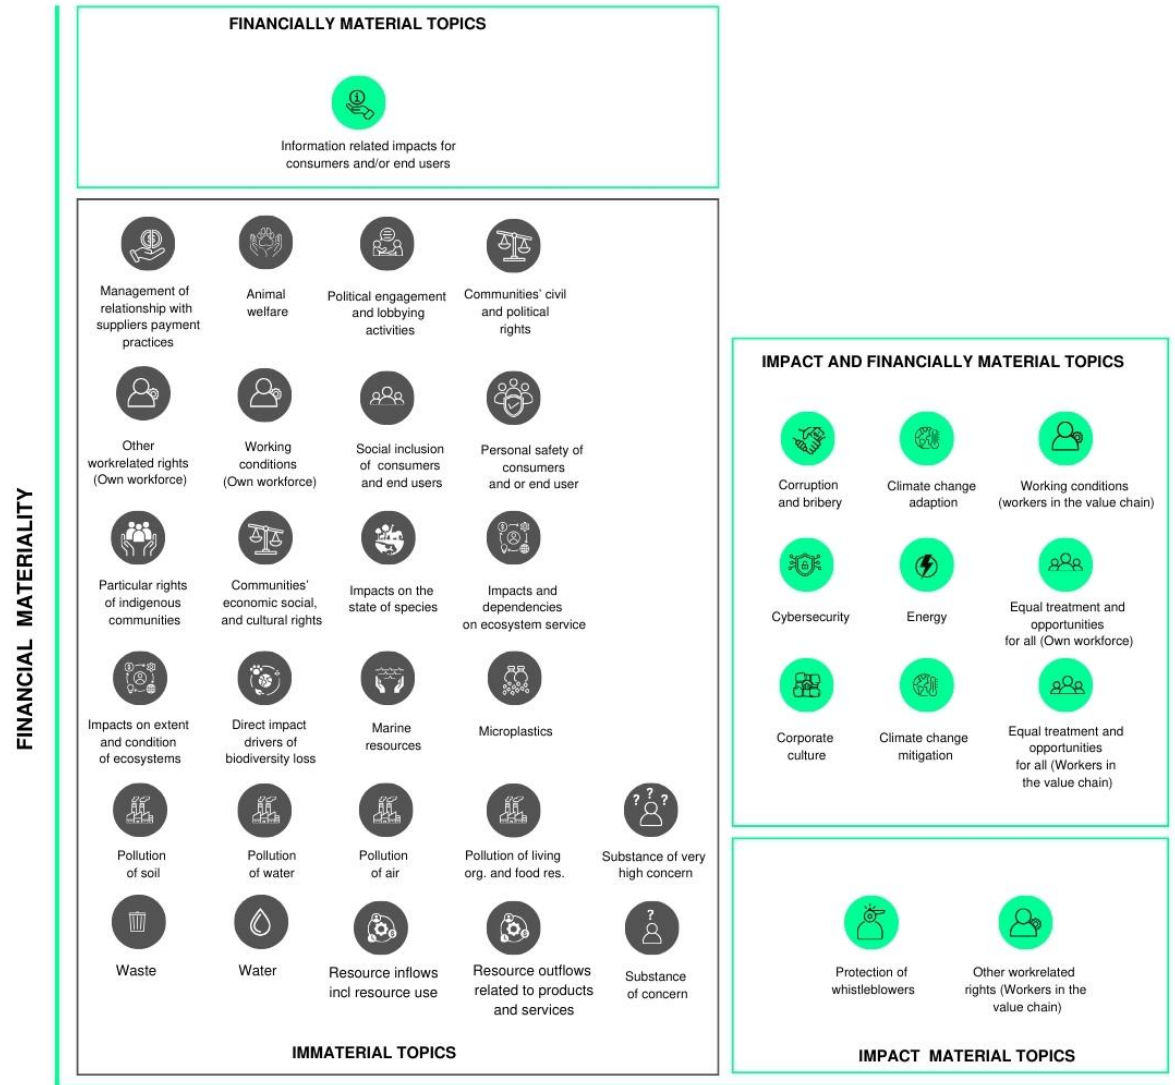 FINANCIAL MATERIALITY
FINANCIALLY MATERIAL TOPICS
Information related impacts for
consumers and/or end users
Management of
relationship with
suppliers payment
practices
Animal
welfare
Political engagement
and lobbying
activities
Communities' civil
and political
rights
Other
workrelated rights
(Own workforce)
Working
conditions
(Own workforce)
Social inclusion
of consumers
and end users
Personal safety of
consumers
and or end user
Particular rights
of indigenous
communities
Communities'
economic social,
and cultural rights
Impacts on the
state of species
Impacts and
dependencies
on ecosystem service
Impacts on extent
and condition
of ecosystems
Direct impact
drivers of
biodiversity loss
Marine
resources
Microplastics
Pollution
of soil
Pollution
of water
Pollution
of air
Pollution of living
org. and food res.
? ? ?
Substance of very
high concern
Waste
Water
Resource inflows
incl resource use
Resource outflows
related to products
and services
?
Substance
of concern
IMMATERIAL TOPICS
IMPACT AND FINANCIALLY MATERIAL TOPICS
Corruption
and bribery
Climate change
adaption
Working conditions
(workers in the value chain)
Cybersecurity
Energy
Equal treatment and
opportunities
for all (Own workforce)
Corporate
culture
Climate change
mitigation
Equal treatment and
opportunities
for all (Workers in
the value chain)
Protection of
whistleblowers
Other workrelated
rights (Workers in the
value chain)
IMPACT MATERIAL TOPICS